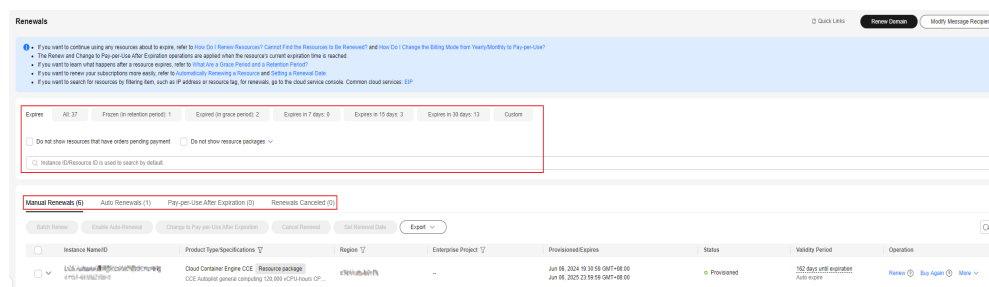 Renewals
Quick Links
Renew Domain
Modify Message Recipien
If you want to continue using any resources about to expire, refer to How Do I Renew Resources? Cannot Find the Resources to Be Renewed? and How Do I Change the Billing Mode from Yearly/Monthly to Pay-per-Use?
The Renew and Change to Pay-per-Use After Expiration operations are applied when the resource's current expiration time is reached.
If you want to learn what happens after a resource expires, refer to What Are a Grace Period and a Retention Period?
If you want to renew your subscriptions more easily, refer to Automatically Renewing a Resource and Setting a Renewal Date
If you want to search for resources by filtering item, such as IP address or resource tag, for renewals, go to the cloud service console. Common cloud services: EIP
Expires All: 37 Frozen (in retention period): 1 Expired (in grace period): 2 Expires in 7 days: 0 Expires in 15 days: 3 Expires in 30 days: 13 Custom
Do not show resources that have orders pending payment Do not show resource packages
Instance ID/Resource ID is used to search by default.
Manual Renewals (6) Auto Renewals (1) Pay-per-Use After Expiration (0) Renewals Canceled (0)
Batch Renew Enable Auto-Renewal Change to Pay-per-Use After Expiration Cancel Renewal Set Renewal Date Export
Instance Name/ID Product Type/Specifications Region Enterprise Project Provisioned/Expires Status Validity Period Operation
Cloud Container Engine CCE Resource package
CCE Autopilot general computing 120,000 vCPU-hours CP...
--
Jun 06, 2024 19:30:59 GMT+08:00
Jun 06, 2025 23:59:59 GMT+08:00
Provisioned
162 days until expiration
Auto expire
Renew Buy Again More